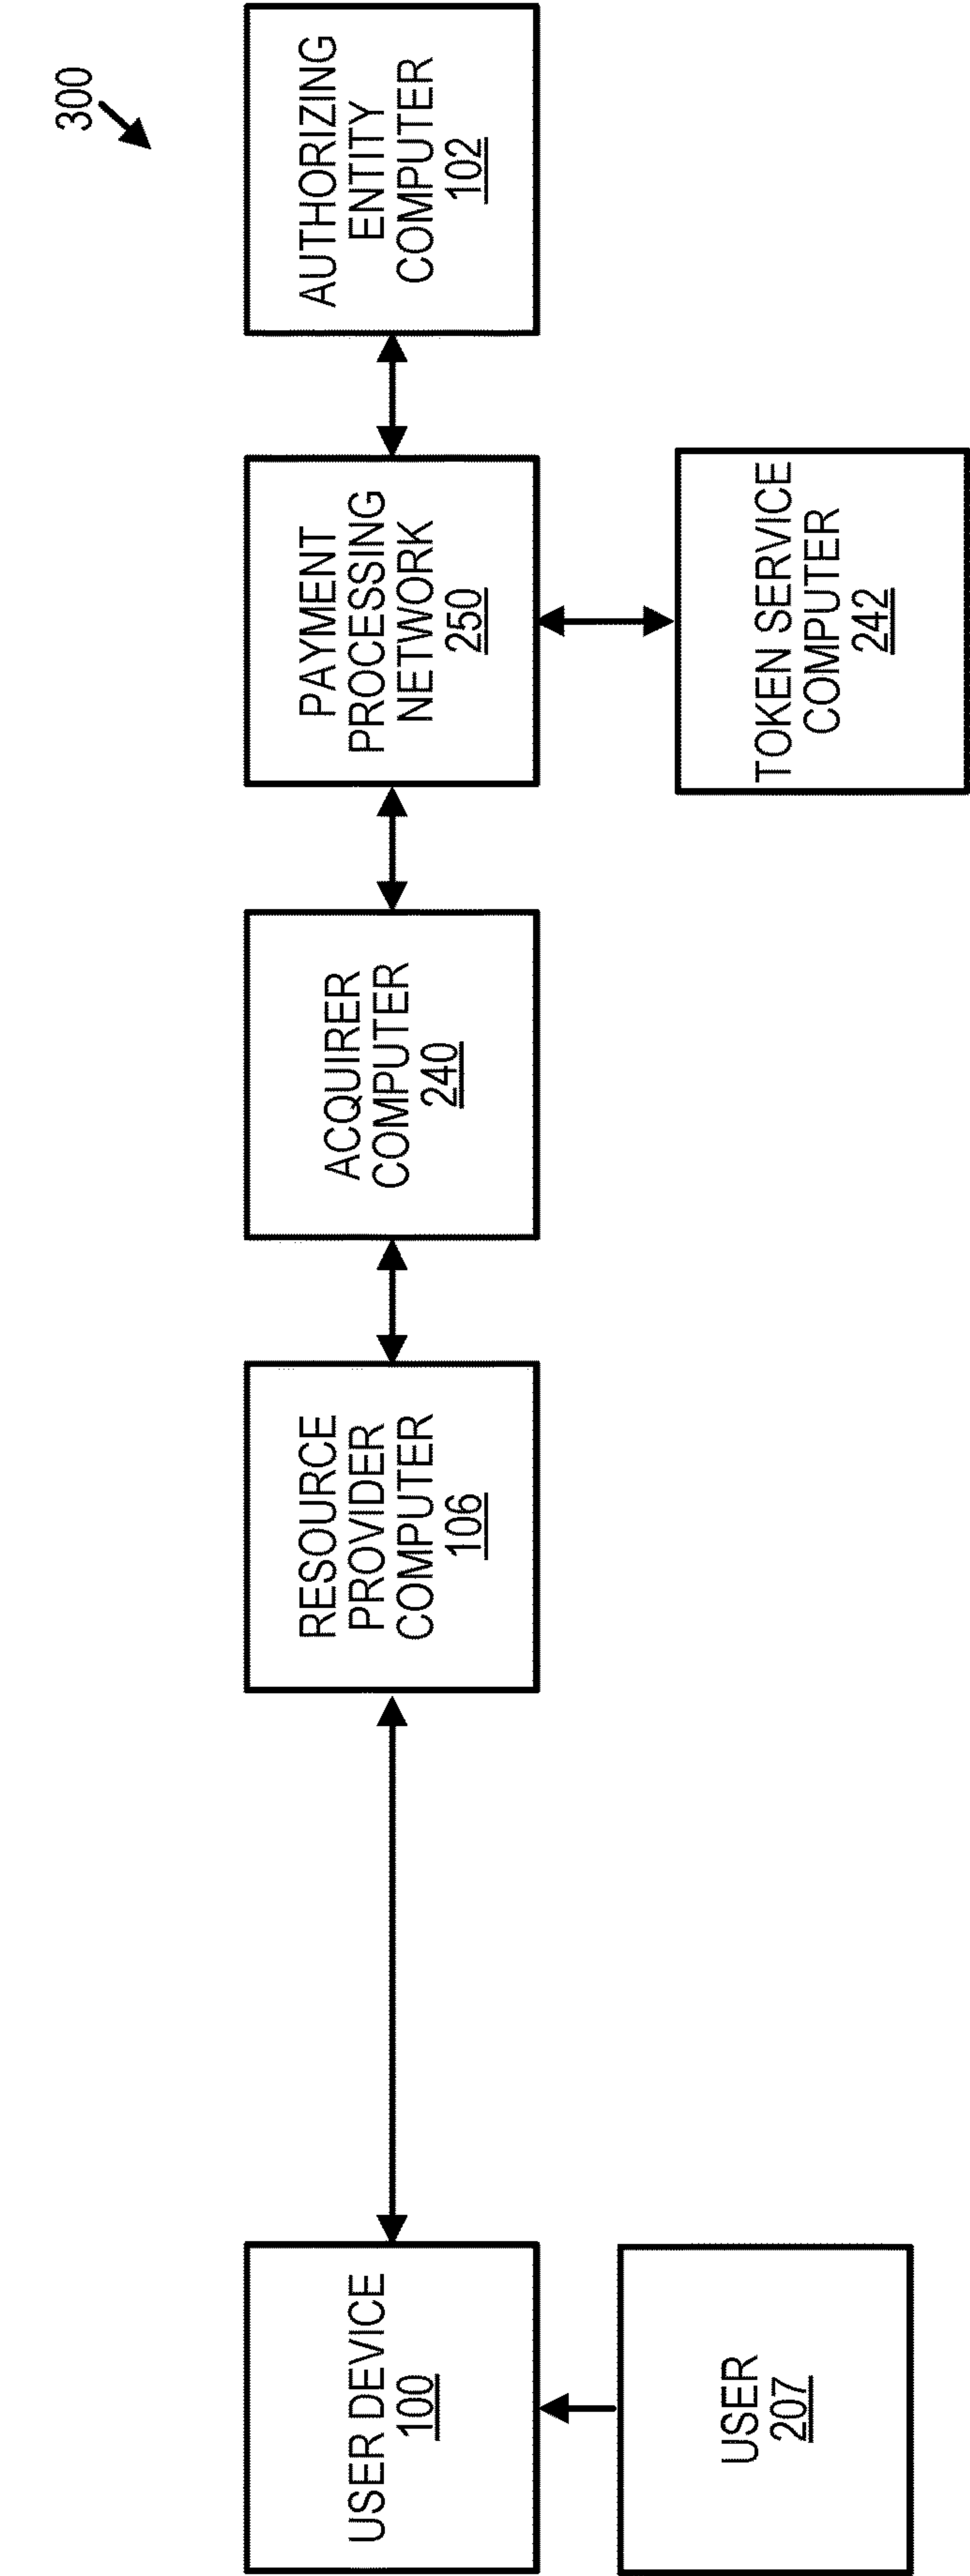 300
USER DEVICE
100
RESOURCE
PROVIDER
COMPUTER
106
ACQUIRER
COMPUTER
240
PAYMENT
PROCESSING
NETWORK
250
AUTHORIZING
ENTITY
COMPUTER
102
USER
207
TOKEN SERVICE
COMPUTER
242